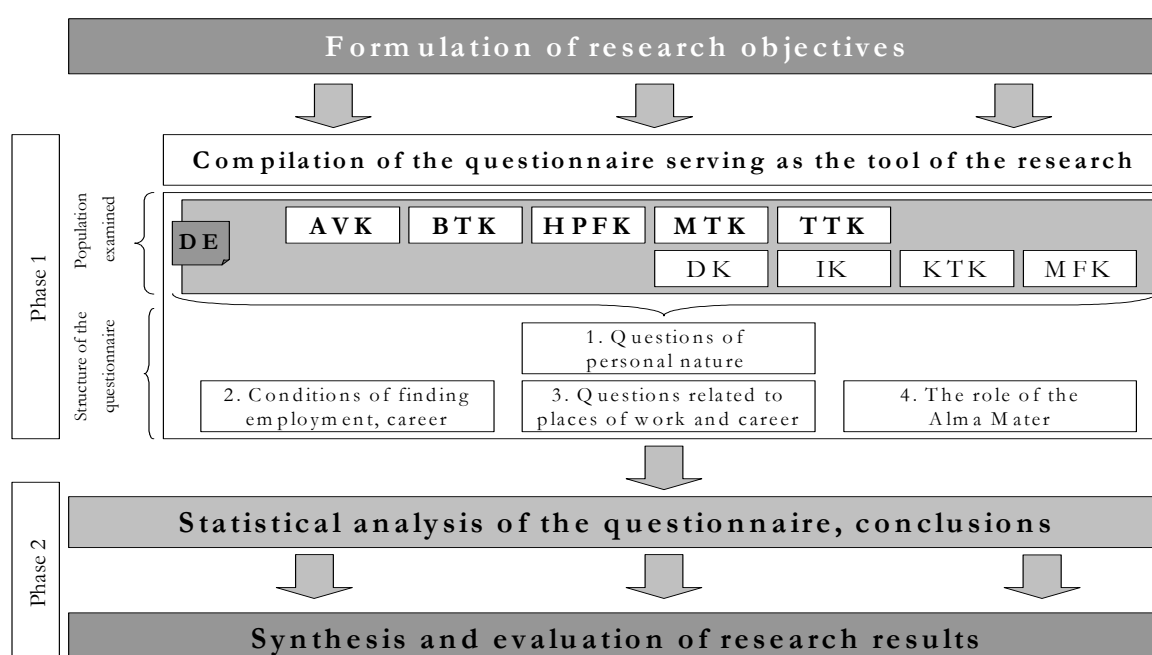 Formulation of research objectives
Phase 1
Compilation of the questionnaire serving as the tool of the research
Population
examined
DE
AVK
BTK
HPFK
MTK
TTK
DK
IK
KTK
MFK
Structure of the
questionnaire
1. Questions of
personal nature
2. Conditions of finding
employment, career
3. Questions related to
places of work and career
4. The role of the
Alma Mater
Phase 2
Statistical analysis of the questionnaire, conclusions
Synthesis and evaluation of research results